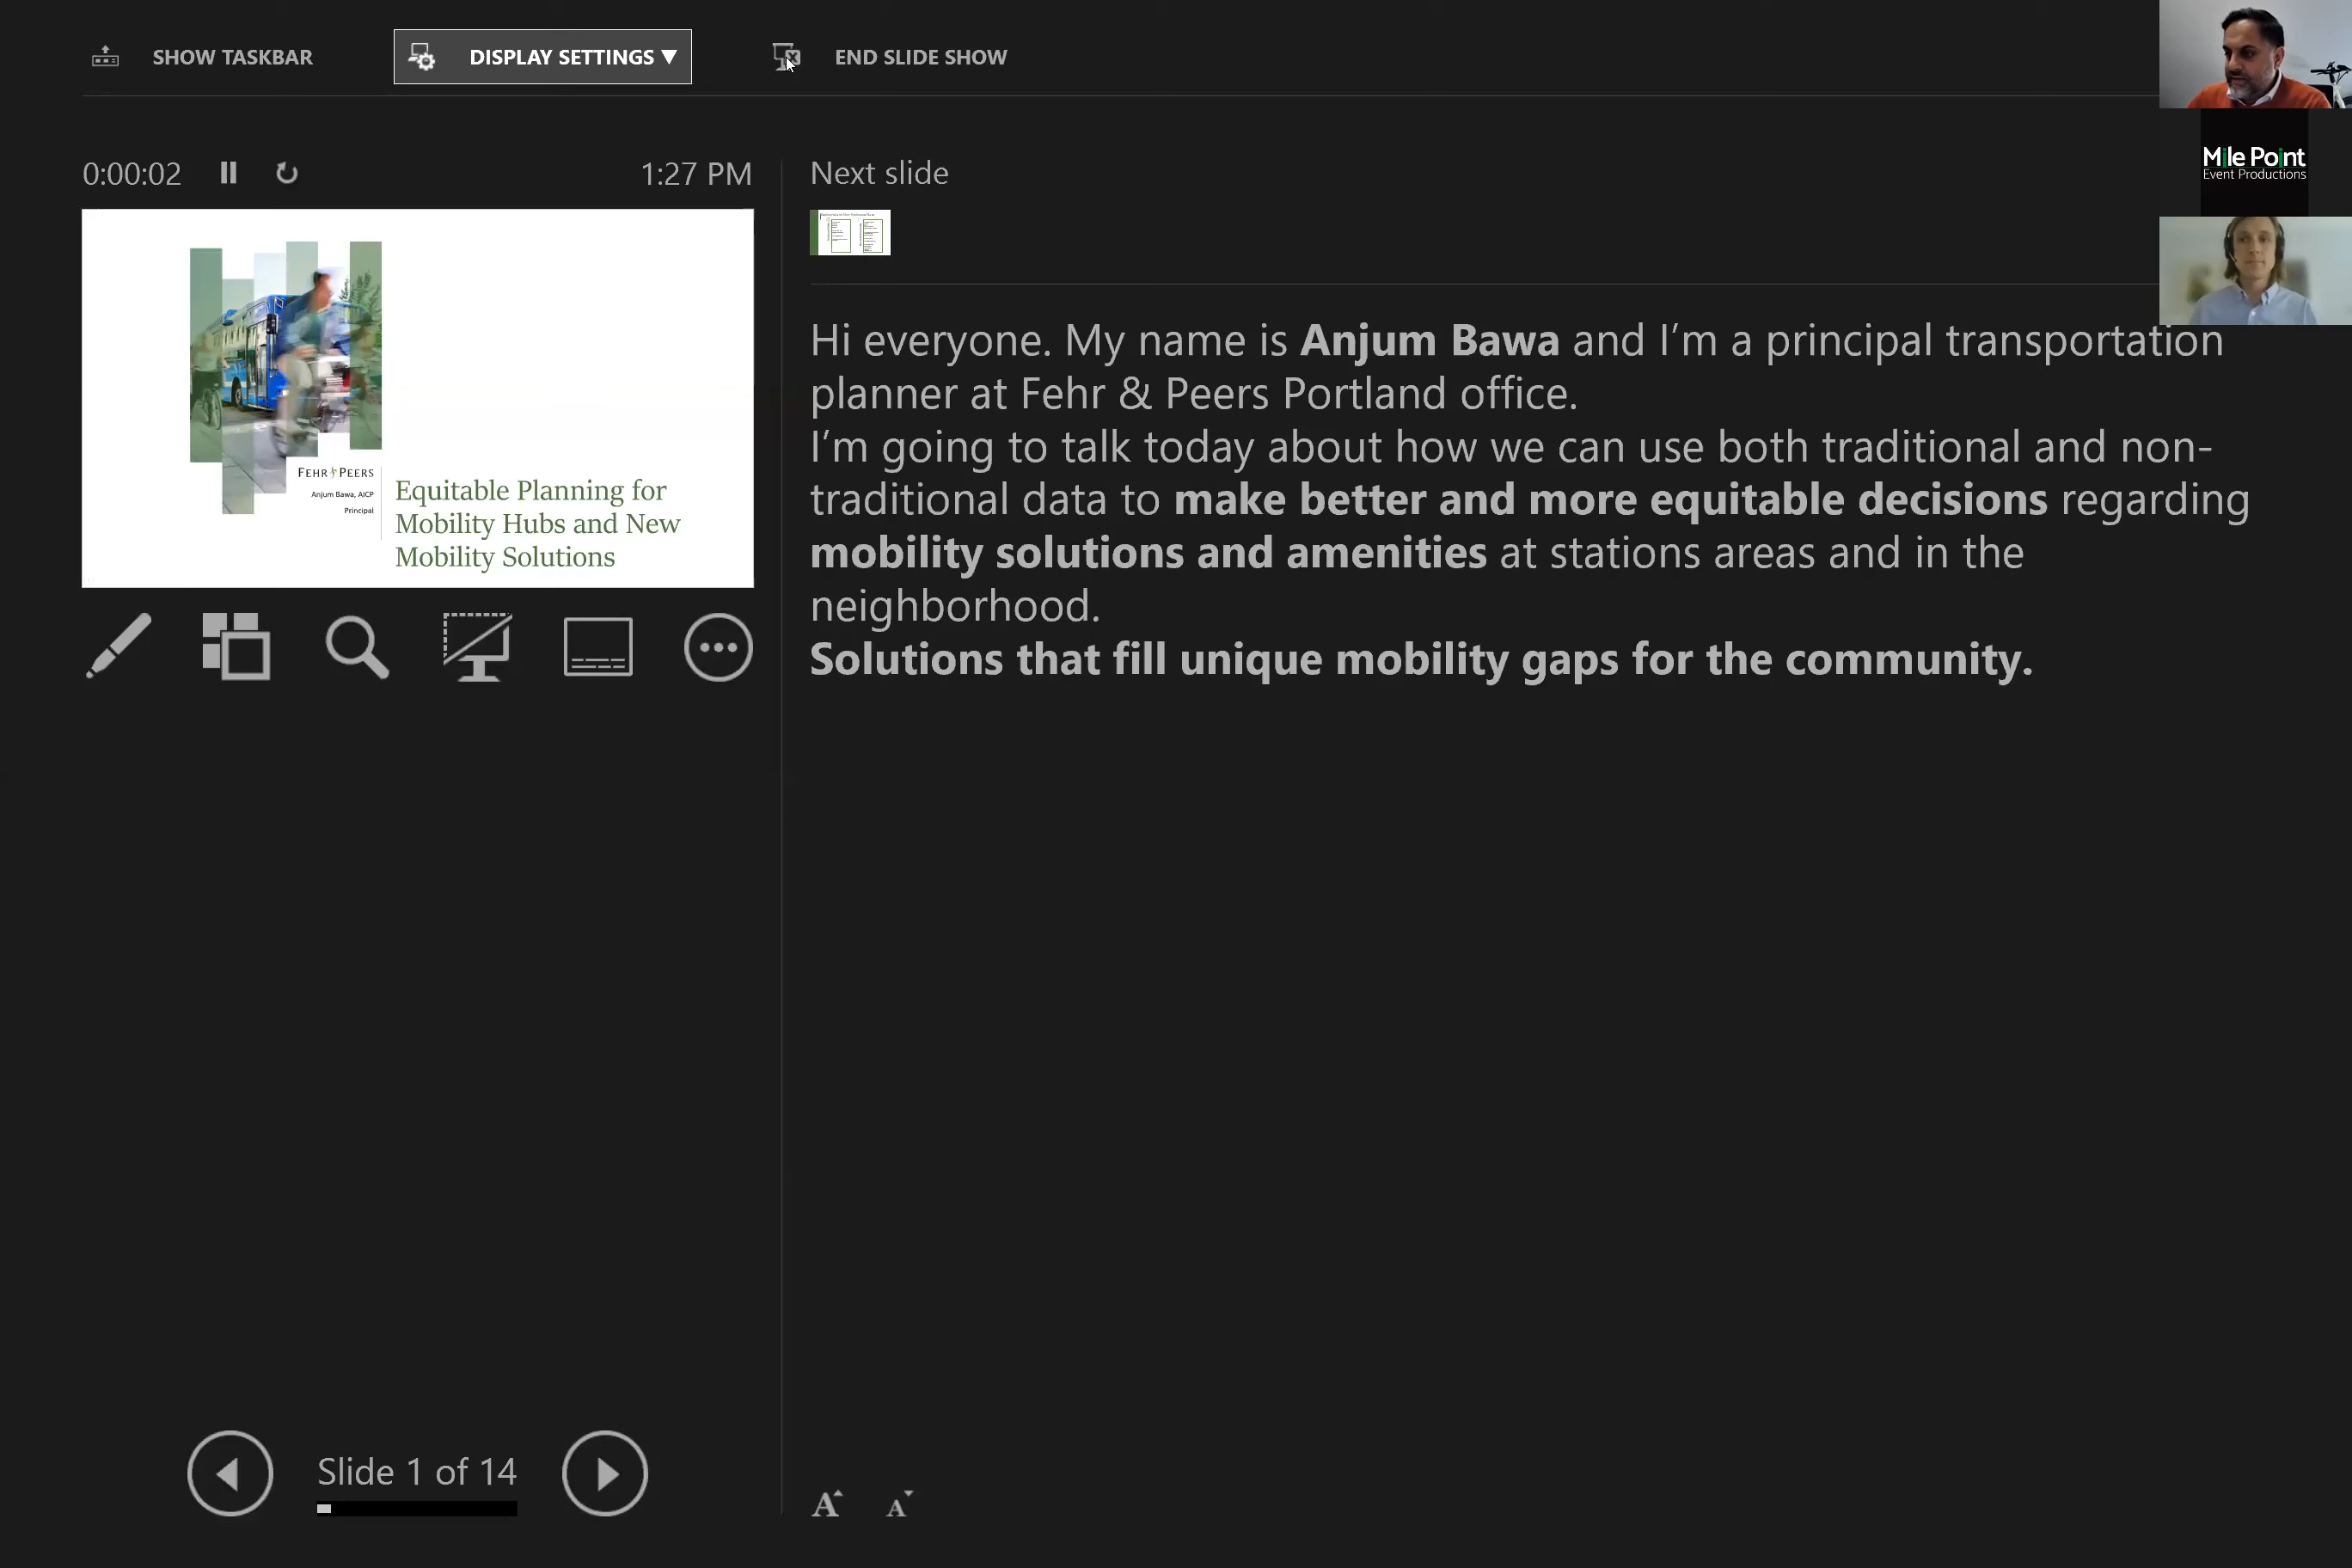 SHOW TASKBAR
DISPLAY SETTINGS ▼
END SLIDE SHOW
0:00:02
1:27 PM
Next slide
Mile Point
Event Productions
FEHR PEERS
Anjum Bawa, AICP
Principal
Equitable Planning for
Mobility Hubs and New
Mobility Solutions
Hi everyone. My name is Anjum Bawa and I'm a principal transportation
planner at Fehr & Peers Portland office.
I'm going to talk today about how we can use both traditional and non-
traditional data to make better and more equitable decisions regarding
mobility solutions and amenities at stations areas and in the
neighborhood.
Solutions that fill unique mobility gaps for the community.
Slide 1 of 14
A A